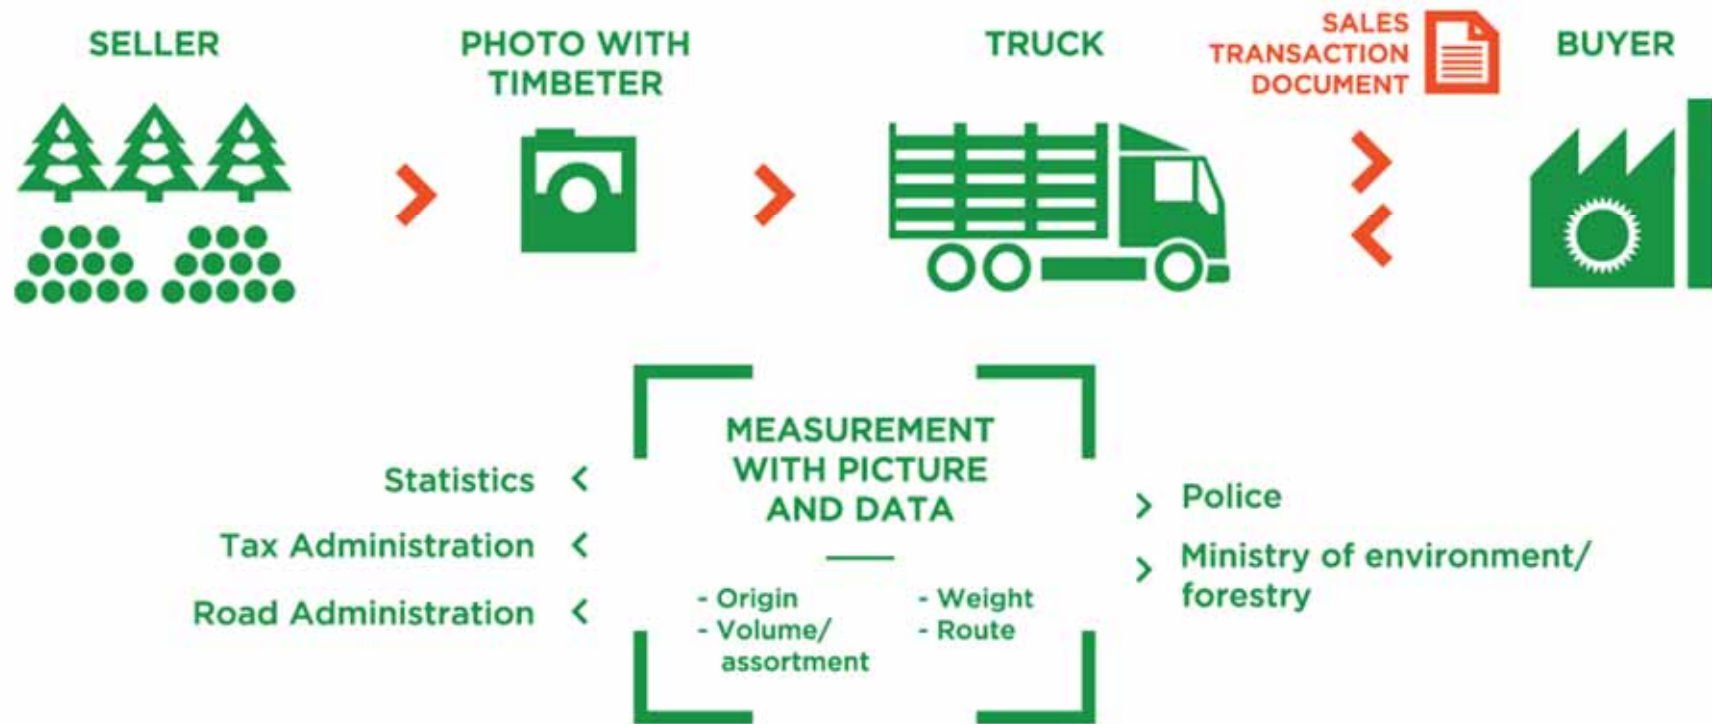 SELLER
PHOTO WITH
TIMBETER
TRUCK
SALES
TRANSACTION
DOCUMENT
BUYER
MEASUREMENT
WITH PICTURE
AND DATA
- Origin
- Volume/
assortment
- Weight
- Route
Statistics <
Tax Administration <
Road Administration <
> Police
> Ministry of environment/
forestry